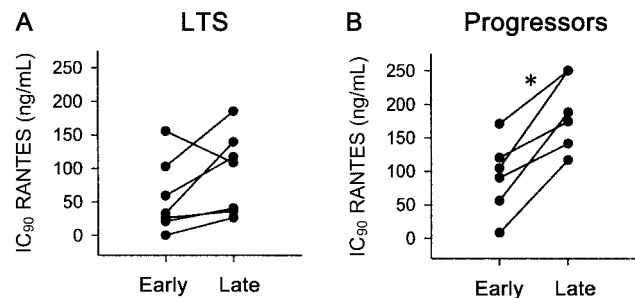 A
LTS
IC90 RANTES (ng/mL)
250
200
150
100
50
0
Early
Late
B
Progressors
IC90 RANTES (ng/mL)
250
200
150
100
50
0
*
Early
Late